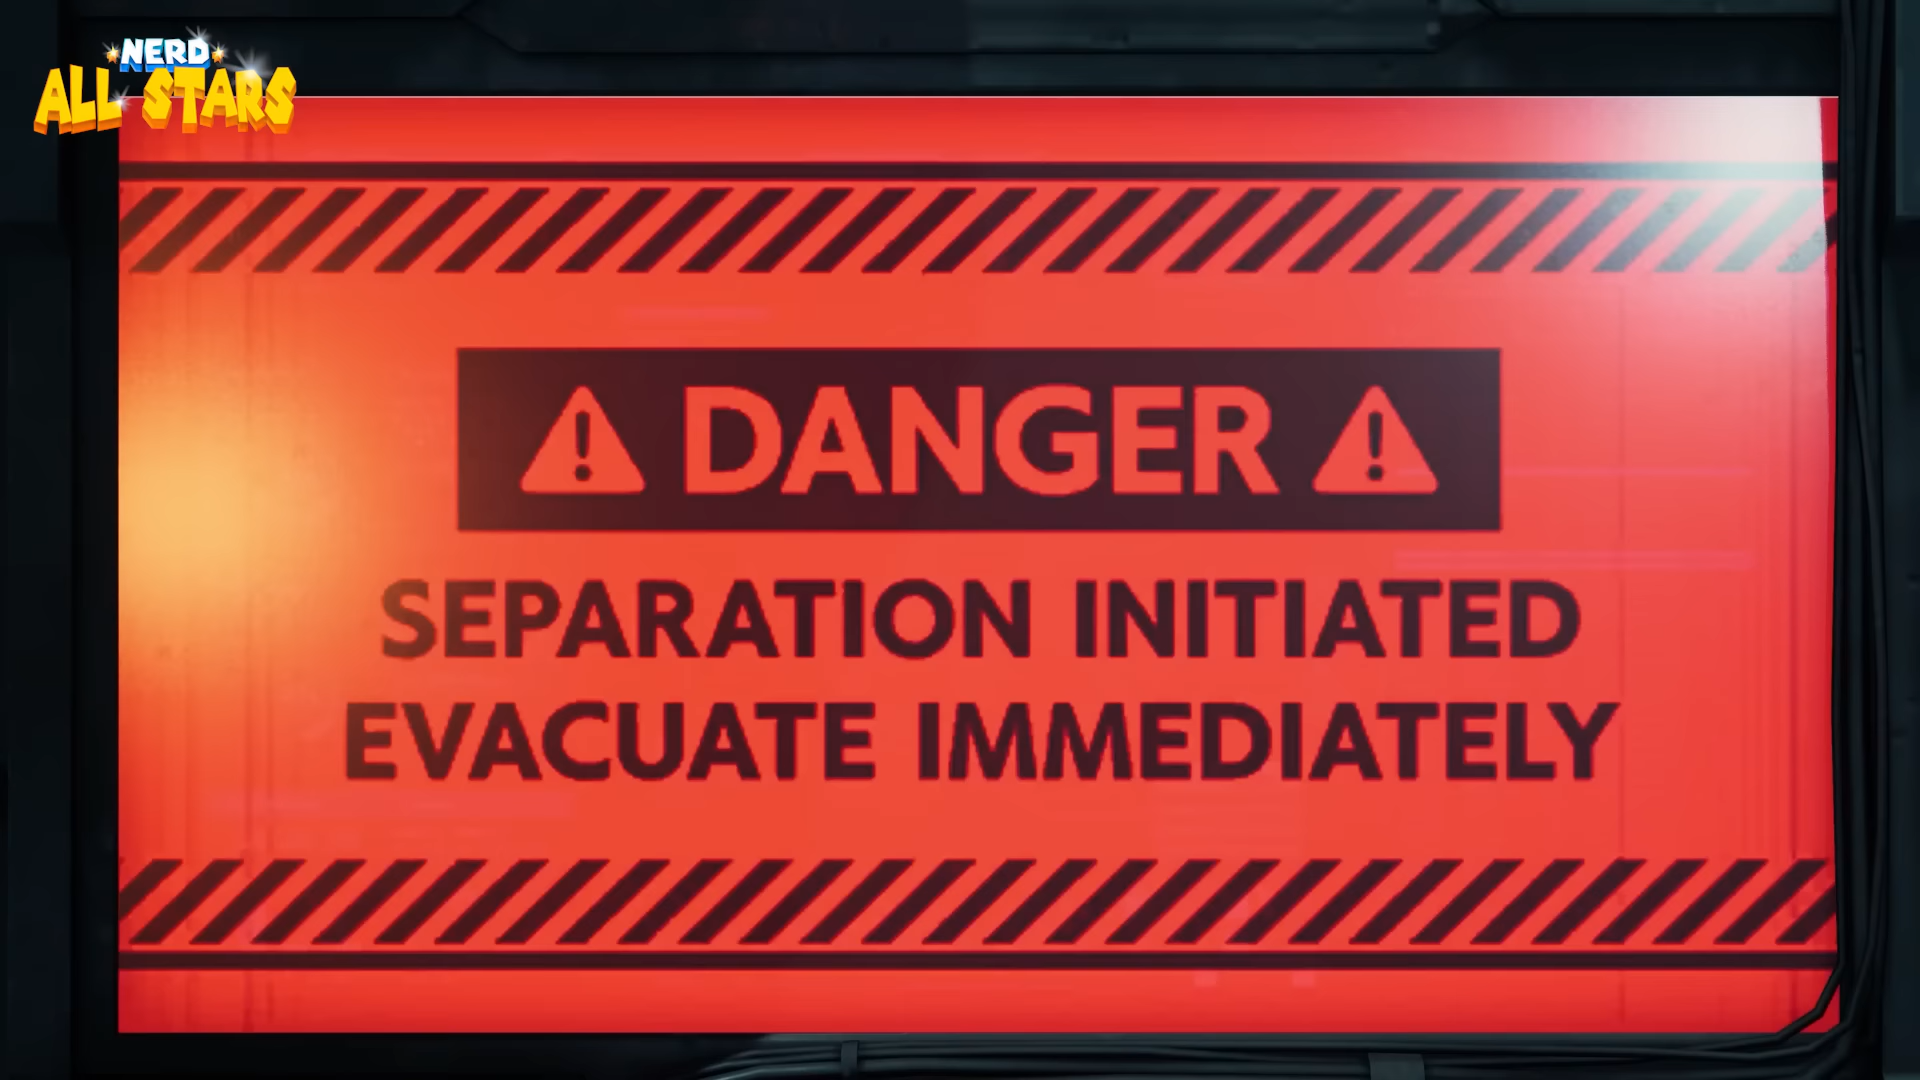 NERD
ALL STARS
DANGER
SEPARATION INITIATED
EVACUATE IMMEDIATELY